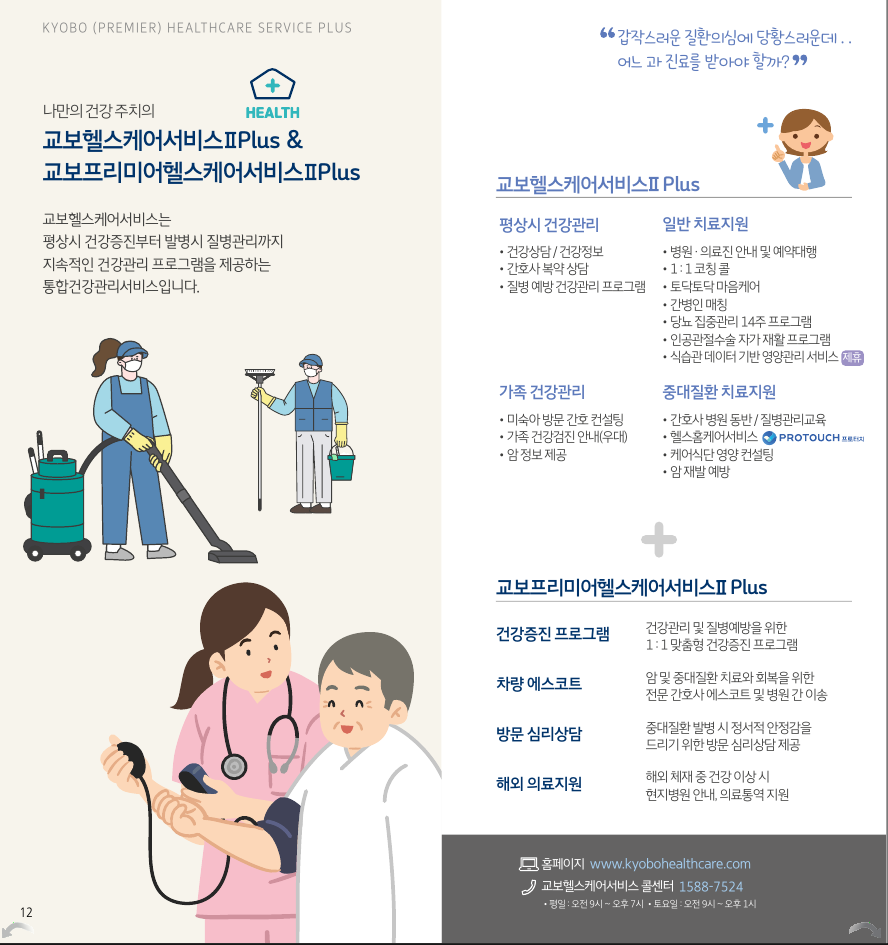 KYOBO (PREMIER) HEALTHCARE SERVICE PLUS
HEALTH
나만의 건강 주치의
교보헬스케어서비스ⅡPlus &
교보프리미어헬스케어서비스ⅡPlus
교보헬스케어서비스는
평상시 건강증진부터 발병시 질병관리까지
지속적인 건강관리 프로그램을 제공하는
통합건강관리서비스입니다.
12
“갑작스러운 질환의심에 당황스러운데 . .
어느 과 진료를 받아야 할까?”
교보헬스케어서비스Ⅱ Plus
평상시 건강관리
• 건강상담 / 건강정보
• 간호사 복약 상담
• 질병 예방 건강관리 프로그램
일반 치료지원
• 병원 · 의료진 안내 및 예약대행
• 1 : 1 코칭 콜
• 토닥토닥 마음케어
• 간병인 매칭
• 당뇨 집중관리 14주 프로그램
• 인공관절수술 자가 재활 프로그램
• 식습관 데이터 기반 영양관리 서비스 제휴
가족 건강관리
• 미숙아 방문 간호 컨설팅
• 가족 건강검진 안내(우대)
• 암 정보 제공
중대질환 치료지원
• 간호사 병원 동반 / 질병관리교육
• 헬스홈케어서비스 PROTOUCH 프로터치
• 케어식단 영양 컨설팅
• 암 재발 예방
교보프리미어헬스케어서비스Ⅱ Plus
건강증진 프로그램
건강관리 및 질병예방을 위한
1 : 1 맞춤형 건강증진 프로그램
차량 에스코트
암 및 중대질환 치료와 회복을 위한
전문 간호사 에스코트 및 병원 간 이송
방문 심리상담
중대질환 발병 시 정서적 안정감을
드리기 위한 방문 심리상담 제공
해외 의료지원
해외 체재 중 건강 이상 시
현지병원 안내, 의료통역 지원
홈페이지 www.kyobohealthcare.com
교보헬스케어서비스 콜센터 1588-7524
• 평일 : 오전 9시 ~ 오후 7시 • 토요일 : 오전 9시 ~ 오후 1시